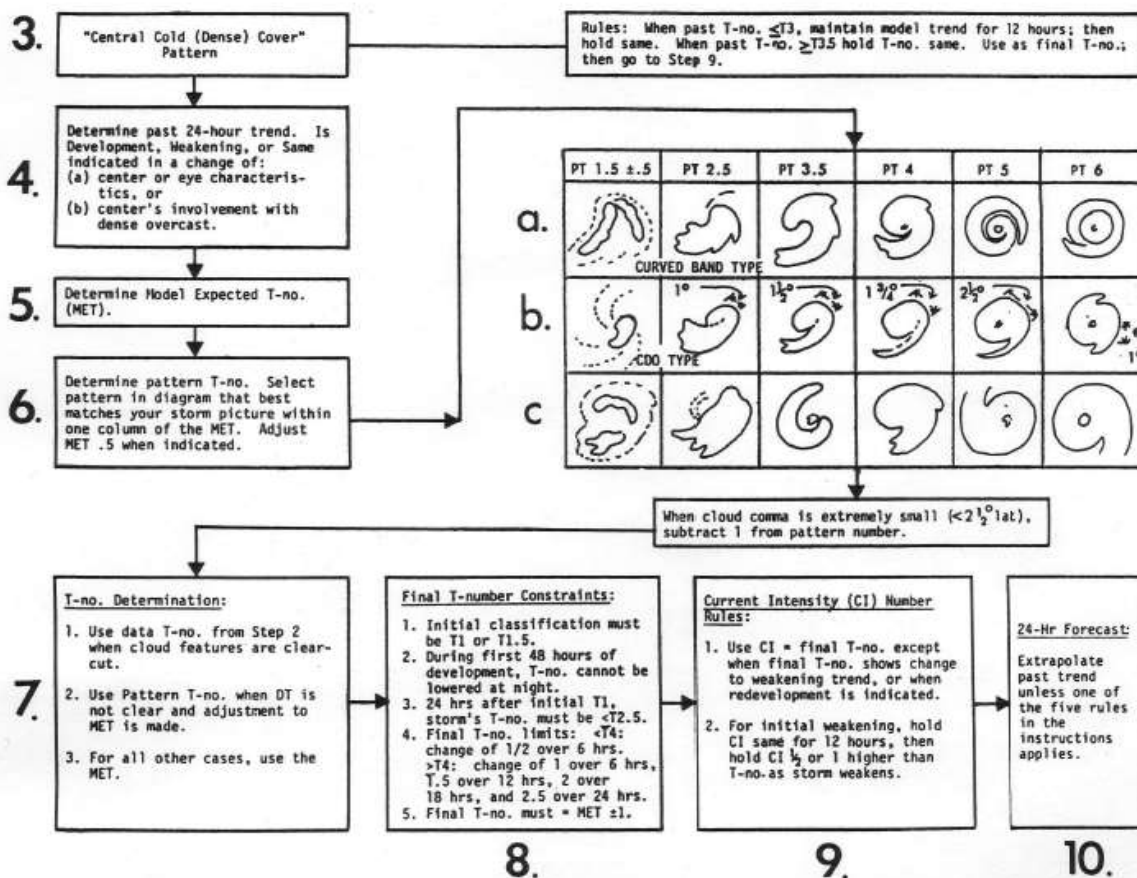 3.
"Central Cold (Dense) Cover"
Pattern
Rules: When past T-no. ≤T3, maintain model trend for 12 hours; then
hold same. When past T-no. ≥T3.5 hold T-no. same. Use as final T-no.;
then go to Step 9.
4.
Determine past 24-hour trend. Is
Development, Weakening, or Same
indicated in a change of:
(a) center or eye characteris-
tics, or
(b) center's involvement with
dense overcast.
5.
Determine Model Expected T-no.
(MET).
6.
Determine pattern T-no. Select
pattern in diagram that best
matches your storm picture within
one column of the MET. Adjust
MET .5 when indicated.
PT 1.5 ±.5 PT 2.5 PT 3.5 PT 4 PT 5 PT 6
a.
CURVED BAND TYPE
b.
1° 1½° 1 ¾° 2½° 1°
CDO TYPE
c
When cloud comma is extremely small (<2½° lat),
subtract 1 from pattern number.
7.
T-no. Determination:
1. Use data T-no. from Step 2
when cloud features are clear-
cut.
2. Use Pattern T-no. when DT is
not clear and adjustment to
MET is made.
3. For all other cases, use the
MET.
Final T-number Constraints:
1. Initial classification must
be T1 or T1.5.
2. During first 48 hours of
development, T-no. cannot be
lowered at night.
3. 24 hrs after initial T1,
storm's T-no. must be <T2.5.
4. Final T-no. limits: <T4:
change of 1/2 over 6 hrs.
>T4: change of 1 over 6 hrs,
T.5 over 12 hrs, 2 over
18 hrs, and 2.5 over 24 hrs.
5. Final T-no. must = MET ±1.
8.
Current Intensity (CI) Number
Rules:
1. Use CI = final T-no. except
when final T-no. shows change
to weakening trend, or when
redevelopment is indicated.
2. For initial weakening, hold
CI same for 12 hours, then
hold CI ½ or 1 higher than
T-no. as storm weakens.
9.
24-Hr Forecast:
Extrapolate
past trend
unless one of
the five rules
in the
instructions
applies.
10.